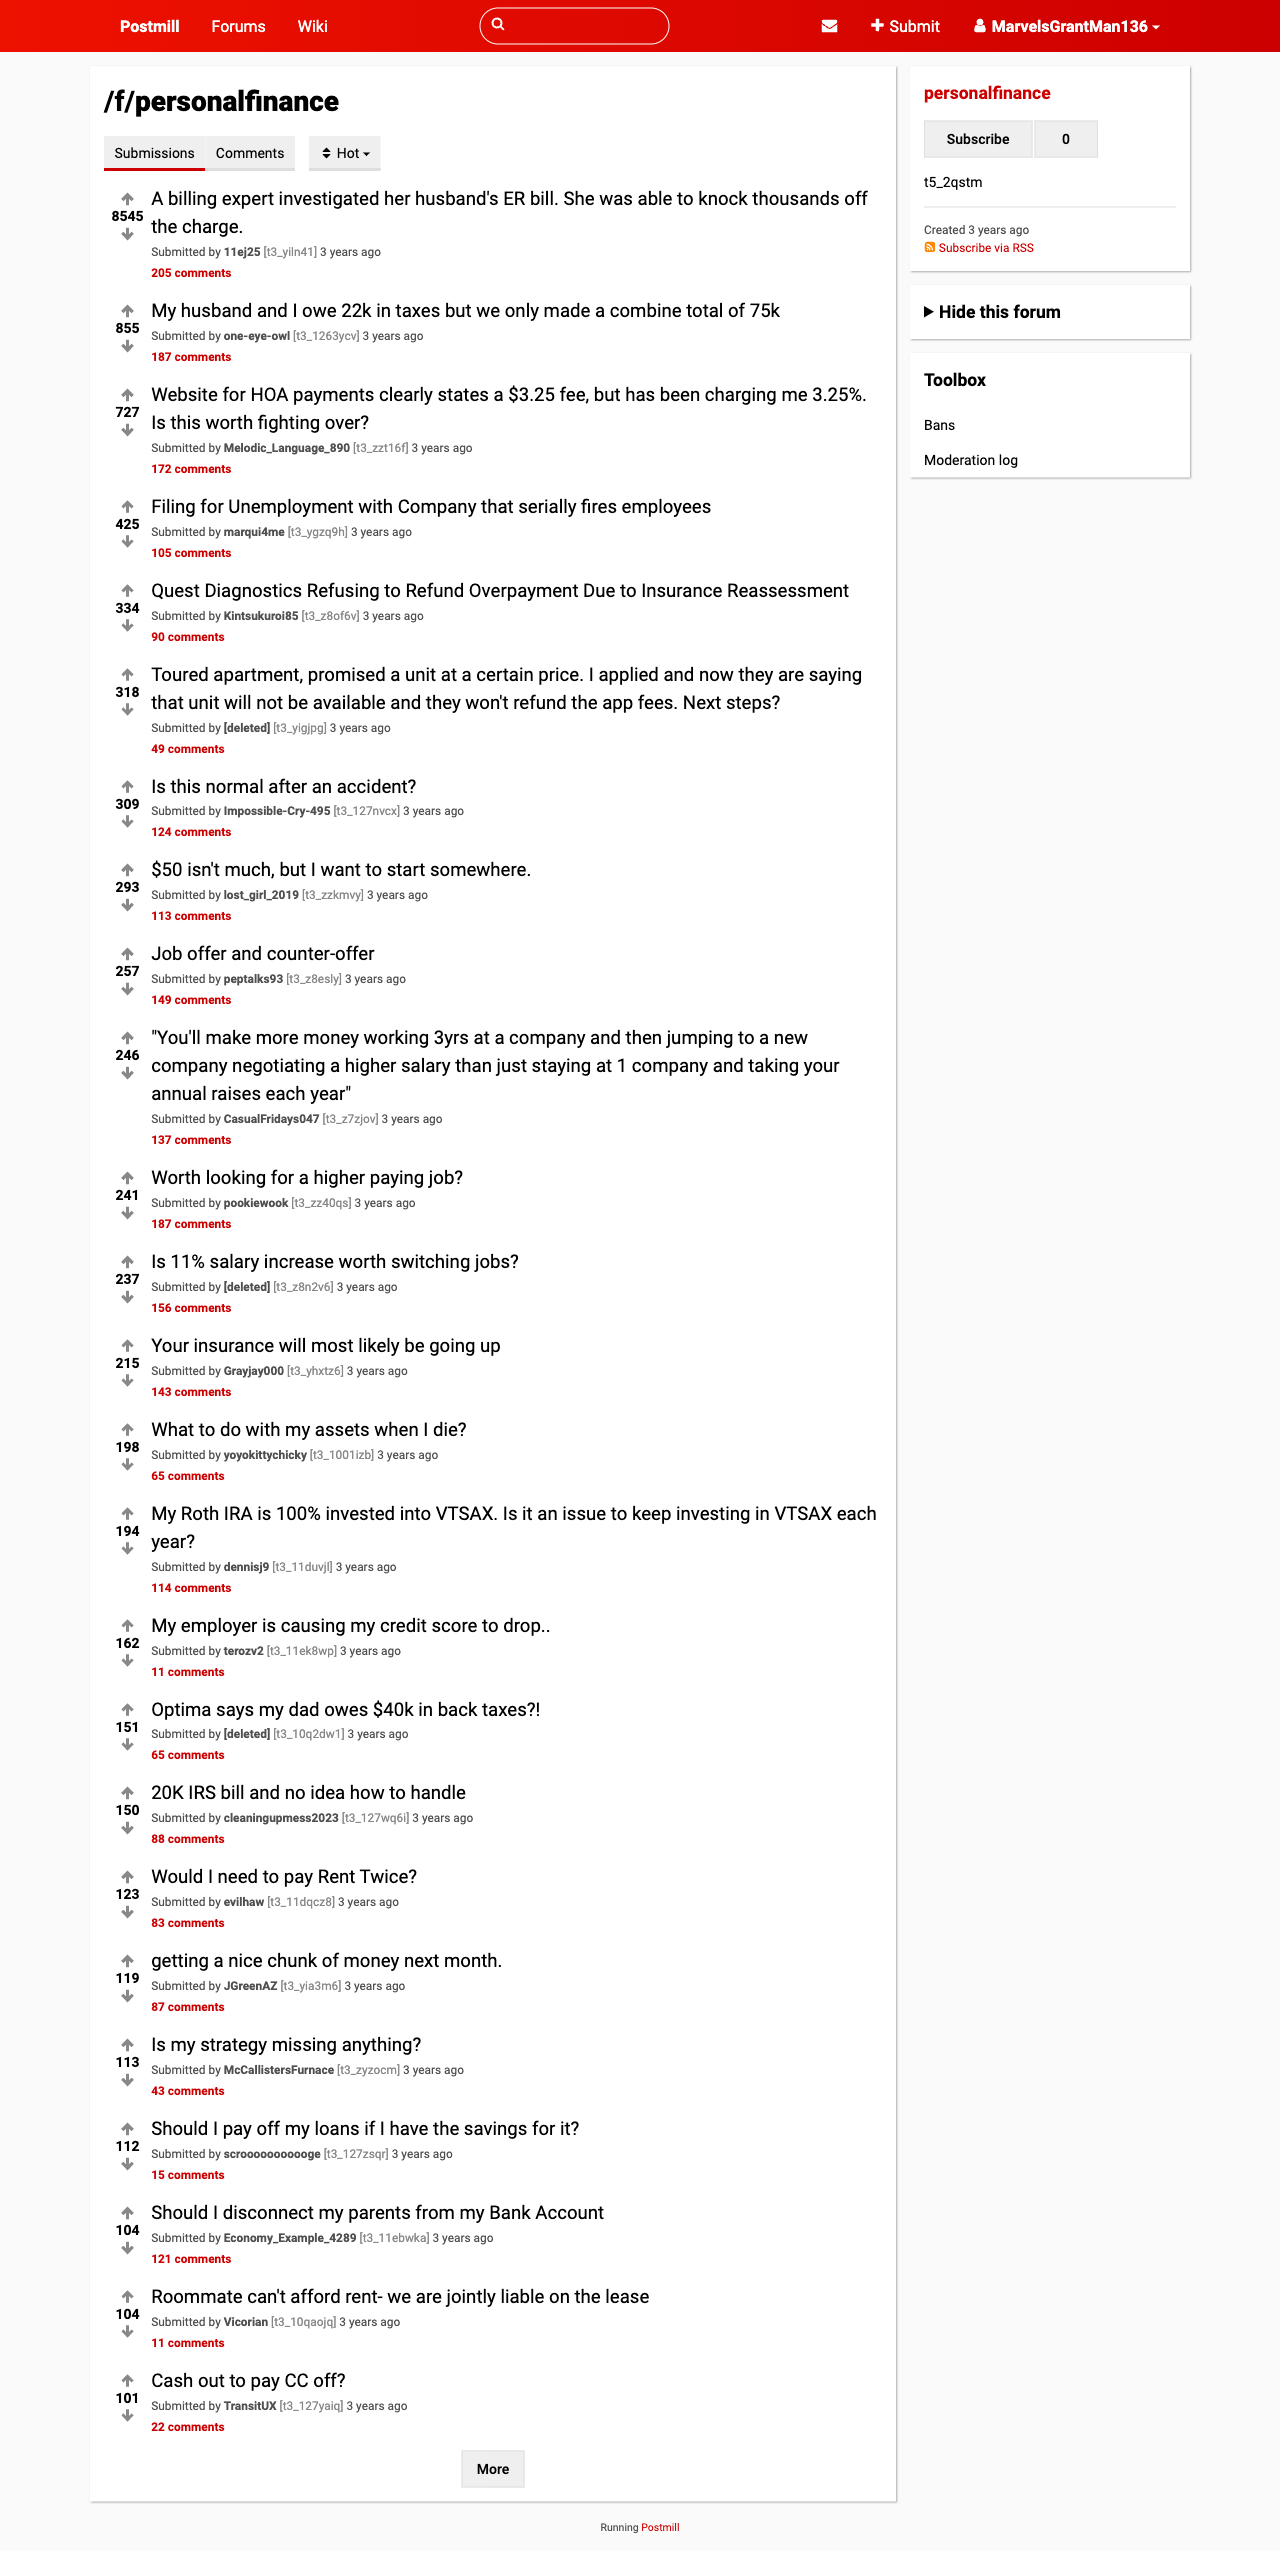 Postmill Forums Wiki Submit MarvelsGrantMan136
/f/personalfinance
Submissions Comments Hot
8545
A billing expert investigated her husband's ER bill. She was able to knock thousands off
the charge.
Submitted by 11ej25 [t3_yiln41] 3 years ago
205 comments
855
My husband and I owe 22k in taxes but we only made a combine total of 75k
Submitted by one-eye-owl [t3_1263ycv] 3 years ago
187 comments
727
Website for HOA payments clearly states a $3.25 fee, but has been charging me 3.25%.
Is this worth fighting over?
Submitted by Melodic_Language_890 [t3_zzt16f] 3 years ago
172 comments
425
Filing for Unemployment with Company that serially fires employees
Submitted by marqui4me [t3_ygzq9h] 3 years ago
105 comments
334
Quest Diagnostics Refusing to Refund Overpayment Due to Insurance Reassessment
Submitted by Kintsukuroi85 [t3_z8of6v] 3 years ago
90 comments
318
Toured apartment, promised a unit at a certain price. I applied and now they are saying
that unit will not be available and they won't refund the app fees. Next steps?
Submitted by [deleted] [t3_yigjpg] 3 years ago
49 comments
309
Is this normal after an accident?
Submitted by Impossible-Cry-495 [t3_127nvcx] 3 years ago
124 comments
293
$50 isn't much, but I want to start somewhere.
Submitted by lost_girl_2019 [t3_zzkmvy] 3 years ago
113 comments
257
Job offer and counter-offer
Submitted by peptalks93 [t3_z8esly] 3 years ago
149 comments
246
"You'll make more money working 3yrs at a company and then jumping to a new
company negotiating a higher salary than just staying at 1 company and taking your
annual raises each year"
Submitted by CasualFridays047 [t3_z7zjov] 3 years ago
137 comments
241
Worth looking for a higher paying job?
Submitted by pookiewook [t3_zz40qs] 3 years ago
187 comments
237
Is 11% salary increase worth switching jobs?
Submitted by [deleted] [t3_z8n2v6] 3 years ago
156 comments
215
Your insurance will most likely be going up
Submitted by Grayjay000 [t3_yhxtz6] 3 years ago
143 comments
198
What to do with my assets when I die?
Submitted by yoyokittychicky [t3_1001izb] 3 years ago
65 comments
194
My Roth IRA is 100% invested into VTSAX. Is it an issue to keep investing in VTSAX each
year?
Submitted by dennisj9 [t3_11duvjl] 3 years ago
114 comments
162
My employer is causing my credit score to drop..
Submitted by terozv2 [t3_11ek8wp] 3 years ago
11 comments
151
Optima says my dad owes $40k in back taxes?!
Submitted by [deleted] [t3_10q2dw1] 3 years ago
65 comments
150
20K IRS bill and no idea how to handle
Submitted by cleaningupmess2023 [t3_127wq6i] 3 years ago
88 comments
123
Would I need to pay Rent Twice?
Submitted by evilhaw [t3_11dqcz8] 3 years ago
83 comments
119
getting a nice chunk of money next month.
Submitted by JGreenAZ [t3_yia3m6] 3 years ago
87 comments
113
Is my strategy missing anything?
Submitted by McCallistersFurnace [t3_zyzocm] 3 years ago
43 comments
112
Should I pay off my loans if I have the savings for it?
Submitted by scrooooooooooge [t3_127zsqr] 3 years ago
15 comments
104
Should I disconnect my parents from my Bank Account
Submitted by Economy_Example_4289 [t3_11ebwka] 3 years ago
121 comments
104
Roommate can't afford rent- we are jointly liable on the lease
Submitted by Vicorian [t3_10qaojq] 3 years ago
11 comments
101
Cash out to pay CC off?
Submitted by TransitUX [t3_127yaiq] 3 years ago
22 comments
More
personalfinance
Subscribe 0
t5_2qstm
Created 3 years ago
Subscribe via RSS
Hide this forum
Toolbox
Bans
Moderation log
Running Postmill